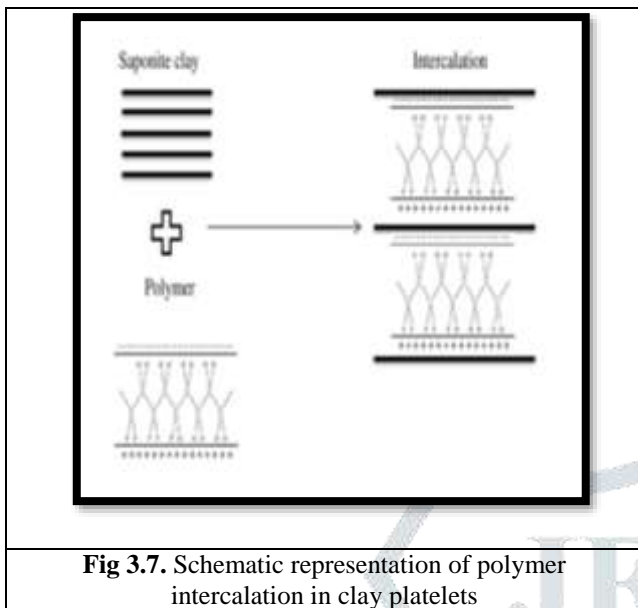 Saponite clay
Intercalation
Polymer
Fig 3.7. Schematic representation of polymer
intercalation in clay platelets